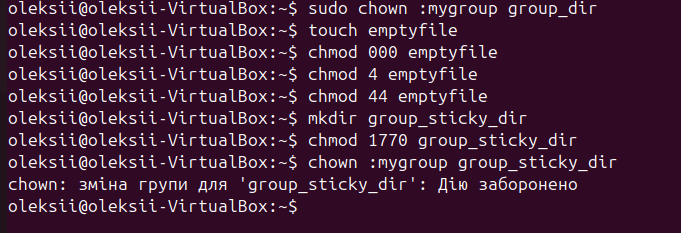 oleksii@oleksii-VirtualBox:~$ sudo chown :mygroup group_dir
oleksii@oleksii-VirtualBox:~$ touch emptyfile
oleksii@oleksii-VirtualBox:~$ chmod 000 emptyfile
oleksii@oleksii-VirtualBox:~$ chmod 4 emptyfile
oleksii@oleksii-VirtualBox:~$ chmod 44 emptyfile
oleksii@oleksii-VirtualBox:~$ mkdir group_sticky_dir
oleksii@oleksii-VirtualBox:~$ chmod 1770 group_sticky_dir
oleksii@oleksii-VirtualBox:~$ chown :mygroup group_sticky_dir
chown: зміна групи для 'group_sticky_dir': Дію заборонено
oleksii@oleksii-VirtualBox:~$